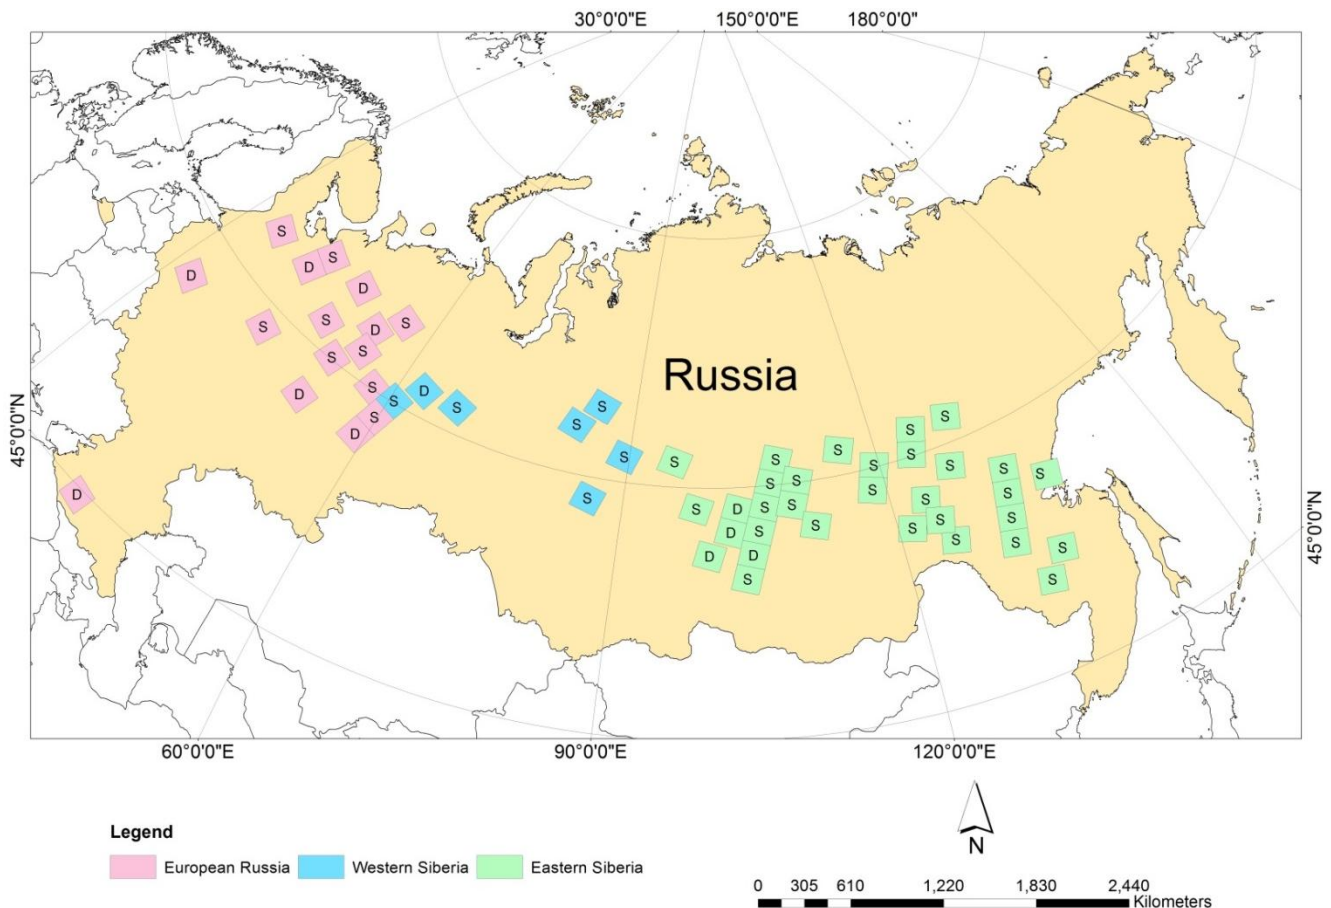 30°0'0"E 150°0'0"E 180°0'0"
S
S
D
D
D
S S
S D
S S
Russia
S D
D S S S S
S S S
D
45°0'0"N
S S
S S S S S S S
S S S S
D S S S
S D S S S
S S S S
45°0'0"N
D S S S S
D D
S S
60°0'0"E 90°0'0"E 120°0'0"E
N
Legend
European Russia Western Siberia Eastern Siberia
0 305 610 1,220 1,830 2,440
Kilometers